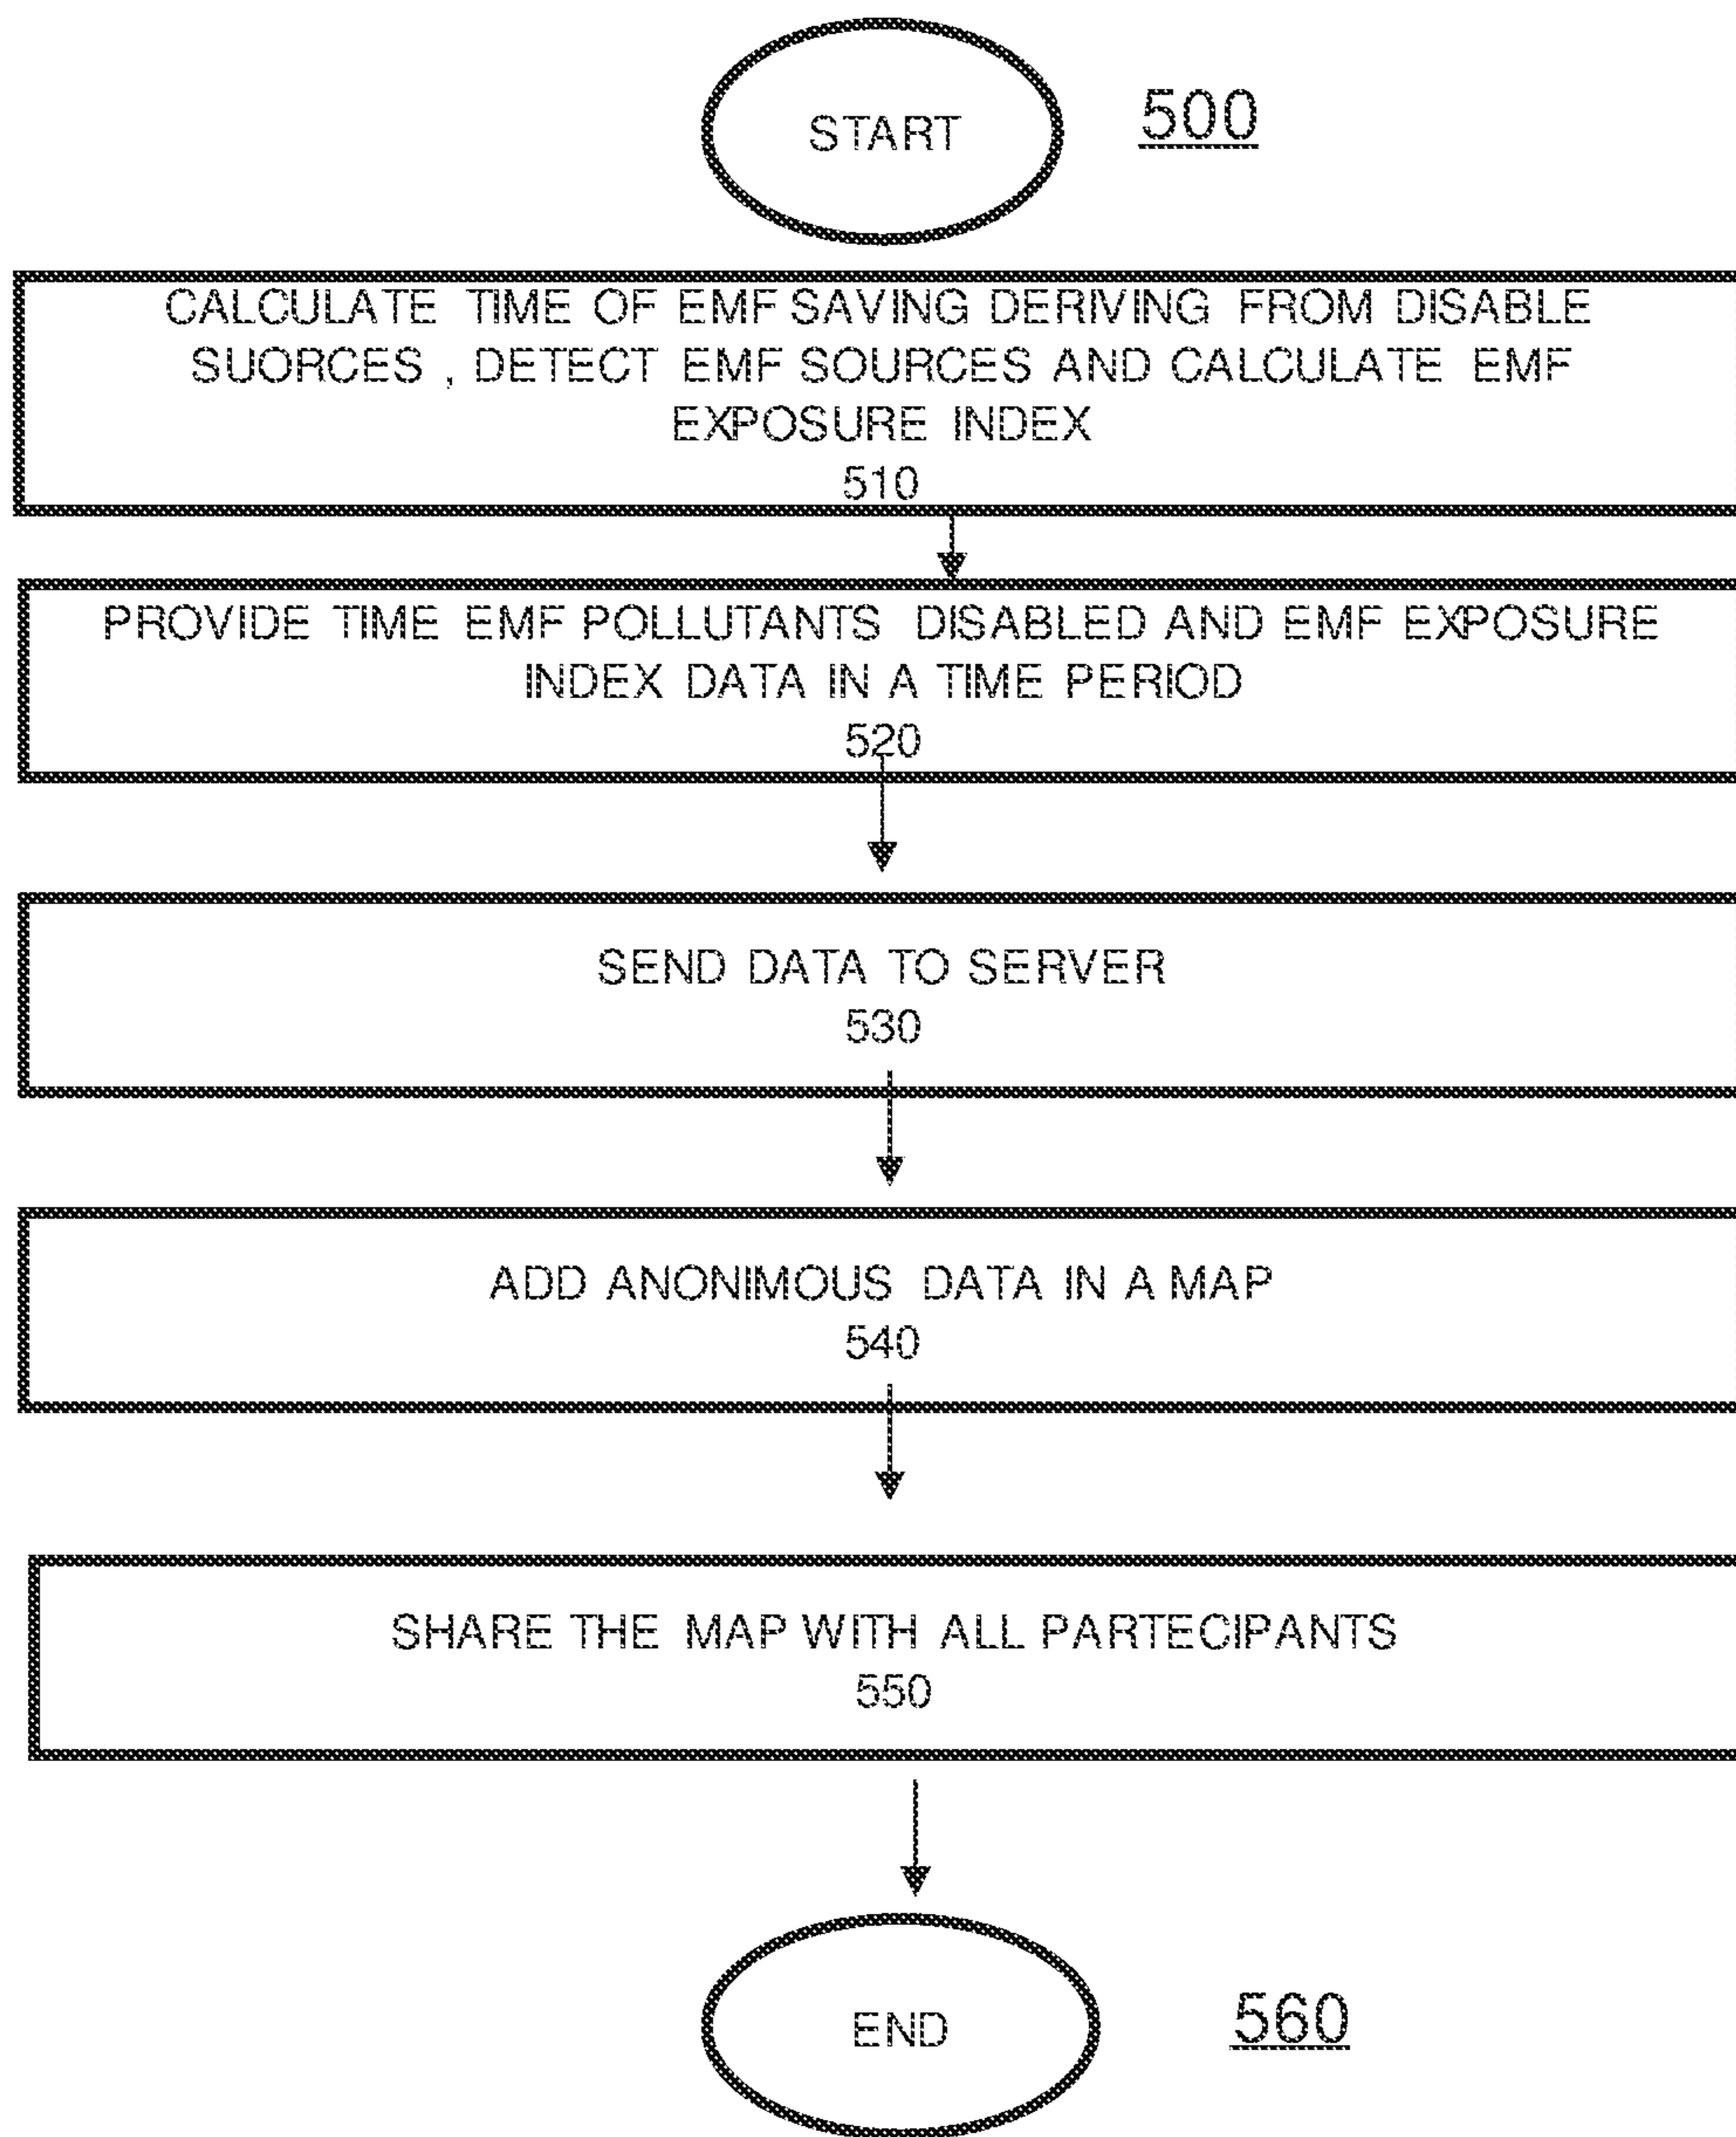 START
500
CALCULATE TIME OF EMF SAVING DERIVING FROM DISABLE
SUORCES , DETECT EMF SOURCES AND CALCULATE EMF
EXPOSURE INDEX
510
PROVIDE TIME EMF POLLUTANTS DISABLED AND EMF EXPOSURE
INDEX DATA IN A TIME PERIOD
520
SEND DATA TO SERVER
530
ADD ANONIMOUS DATA IN A MAP
540
SHARE THE MAP WITH ALL PARTECIPANTS
550
END
560